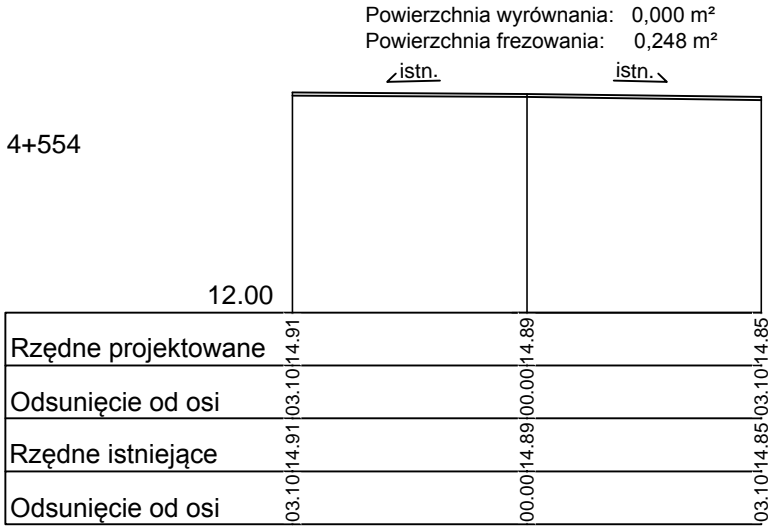 Powierzchnia wyrównania: 0,000 m²
Powierzchnia frezowania: 0,248 m²
istn. istn.
4+554
12.00
Rzędne projektowane 14.91 14.89 14.85
Odsunięcie od osi 03.10 00.00 03.10
Rzędne istniejące 14.91 14.89 14.85
Odsunięcie od osi 03.10 00.00 03.10